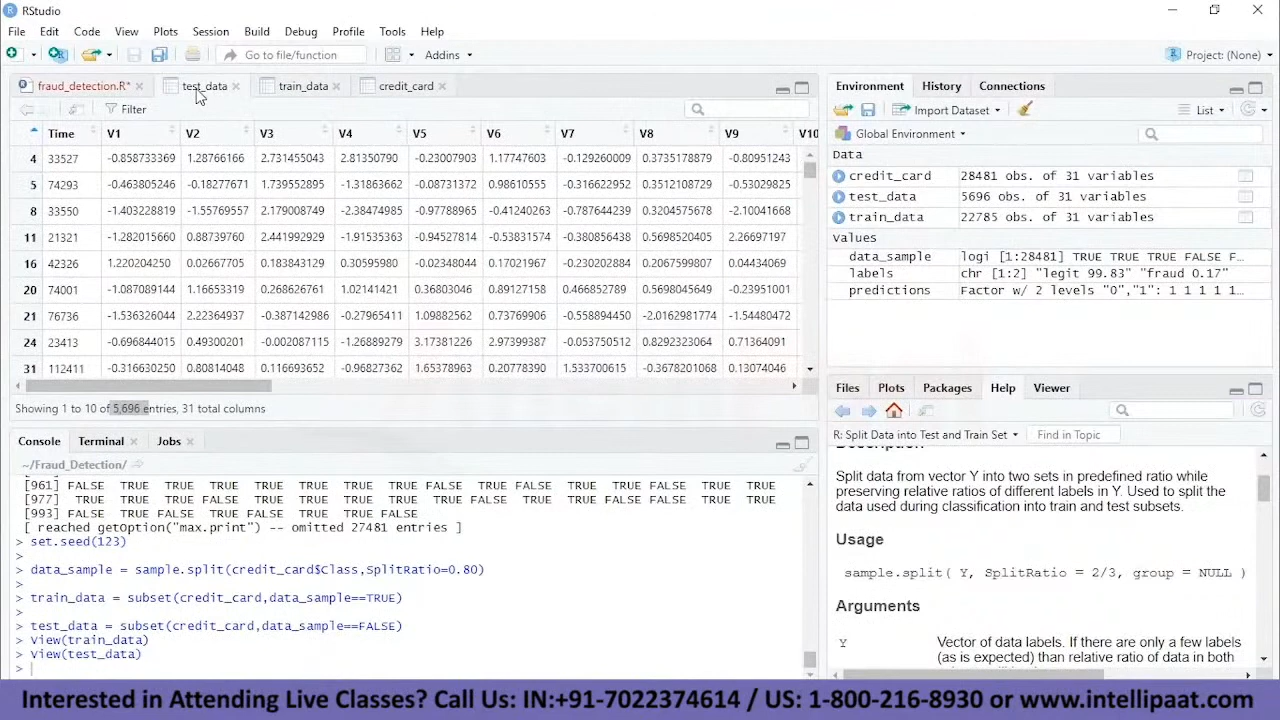 RStudio
File Edit Code View Plots Session Build Debug Profile Tools Help
Go to file/function Addins Project: (None)
fraud_detection.R* test_data train_data credit_card
Filter
Time V1 V2 V3 V4 V5 V6 V7 V8 V9 V10
4 33527 -0.858733369 1.28766166 2.731455043 2.81350790 -0.23007903 1.17747603 -0.129260009 0.3735178879 -0.80951243
5 74293 -0.463805246 -0.18277671 1.739552895 -1.31863662 -0.08731372 0.98610555 -0.316622952 0.3512108729 -0.53029825
8 33550 -1.403228819 -1.55769557 2.179008749 -2.38474985 -0.97788965 -0.41240263 -0.787644239 0.3204575678 -2.10041668
11 21321 -1.282015660 0.88739760 2.441992929 -1.91535363 -0.94527814 -0.53831574 -0.380856438 0.5698520405 2.26697197
16 42326 1.220204250 0.02667705 0.183843129 0.30595980 -0.02348044 0.17021967 -0.230202884 0.2067599807 0.04434069
20 74001 -1.087089144 1.16653319 0.268626761 1.02141421 0.36803046 0.89127158 0.466852789 0.5698045649 -0.23951001
21 76736 -1.536326044 2.22364937 -0.387142986 -0.27965411 1.09882562 0.73769906 -0.558894450 -2.0162981774 -1.54480472
24 23413 -0.696844015 0.49300201 -0.002087115 -1.26889279 3.17381226 2.97399387 -0.053750512 0.8292323064 0.71364091
31 112411 -0.316630250 0.80814048 0.116693652 -0.96827362 1.65378963 0.20778390 1.533700615 -0.3678201068 0.13074046
Showing 1 to 10 of 5,696 entries, 31 total columns
Console Terminal Jobs
~/Fraud_Detection/
[961] FALSE TRUE TRUE TRUE TRUE TRUE TRUE TRUE FALSE TRUE FALSE TRUE TRUE FALSE TRUE TRUE
[977] TRUE TRUE TRUE FALSE TRUE TRUE TRUE FALSE TRUE TRUE TRUE TRUE FALSE FALSE TRUE TRUE
[993] FALSE TRUE FALSE TRUE FALSE TRUE TRUE FALSE
[ reached getOption("max.print") -- omitted 27481 entries ]
> set.seed(123)
>
> data_sample = sample.split(credit_card$Class,SplitRatio=0.80)
>
> train_data = subset(credit_card,data_sample==TRUE)
>
> test_data = subset(credit_card,data_sample==FALSE)
> View(train_data)
> View(test_data)
>
Environment History Connections
Import Dataset List
Global Environment
Data
credit_card 28481 obs. of 31 variables
test_data 5696 obs. of 31 variables
train_data 22785 obs. of 31 variables
values
data_sample logi [1:28481] TRUE TRUE TRUE FALSE F…
labels chr [1:2] "legit 99.83" "fraud 0.17"
predictions Factor w/ 2 levels "0","1": 1 1 1 1 1…
Files Plots Packages Help Viewer
R: Split Data into Test and Train Set Find in Topic
Description
Split data from vector Y into two sets in predefined ratio while
preserving relative ratios of different labels in Y. Used to split the
data used during classification into train and test subsets.
Usage
sample.split( Y, SplitRatio = 2/3, group = NULL )
Arguments
Y Vector of data labels. If there are only a few labels
(as is expected) than relative ratio of data in both
Interested in Attending Live Classes? Call Us: IN:+91-7022374614 / US: 1-800-216-8930 or www.intellipaat.com